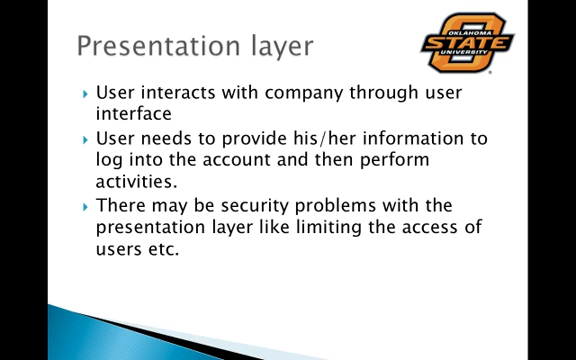 Presentation layer
OKLAHOMA
STATE
UNIVERSITY
User interacts with company through user
interface
User needs to provide his/her information to
log into the account and then perform
activities.
There may be security problems with the
presentation layer like limiting the access of
users etc.